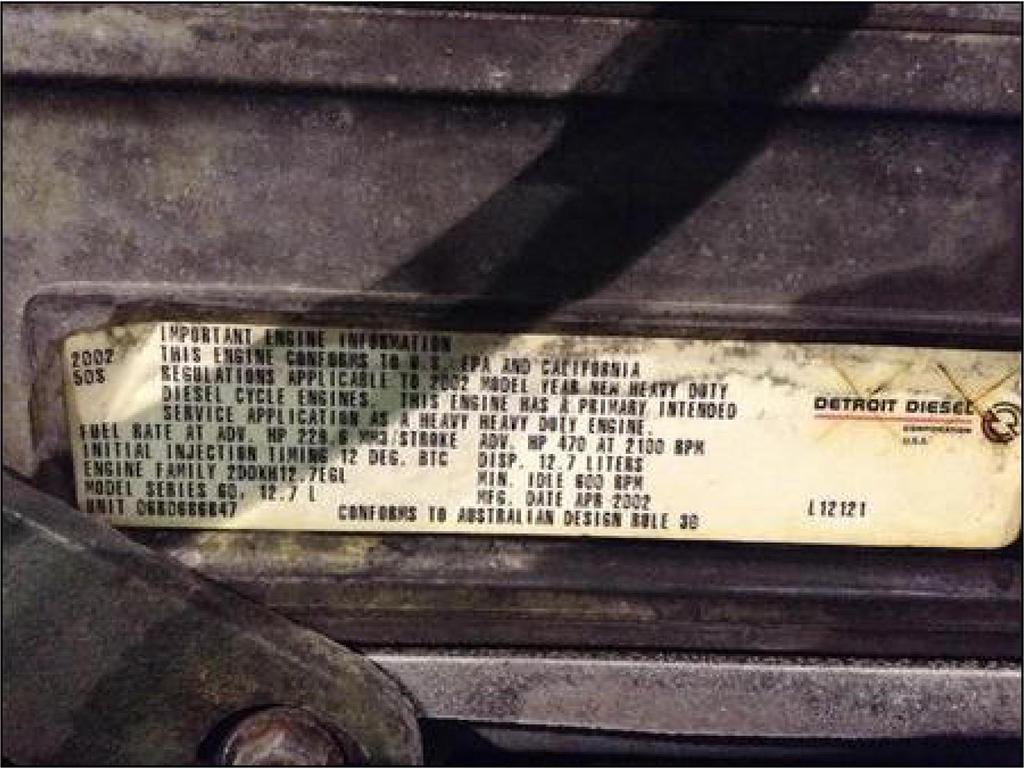 IMPORTANT ENGINE INFORMATION
2002 THIS ENGINE CONFORMS TO U.S. EPA AND CALIFORNIA
50S REGULATIONS APPLICABLE TO 2002 MODEL YEAR NEW HEAVY DUTY
DIESEL CYCLE ENGINES. THIS ENGINE HAS A PRIMARY INTENDED
SERVICE APPLICATION AS A HEAVY HEAVY DUTY ENGINE.
FUEL RATE AT ADV. HP 229.6 MM3/STROKE ADV. HP 470 AT 2100 RPM
INITIAL INJECTION TIMING 12 DEG. BTC DISP. 12.7 LITERS
ENGINE FAMILY 2DDXH12.7EGL MIN. IDLE 600 RPM
MODEL SERIES 60, 12.7 L MFG. DATE APR 2002
UNIT CONFORMS TO AUSTRALIAN DESIGN RULE 30
L12121
DETROIT DIESEL
CORPORATION
U.S.A.